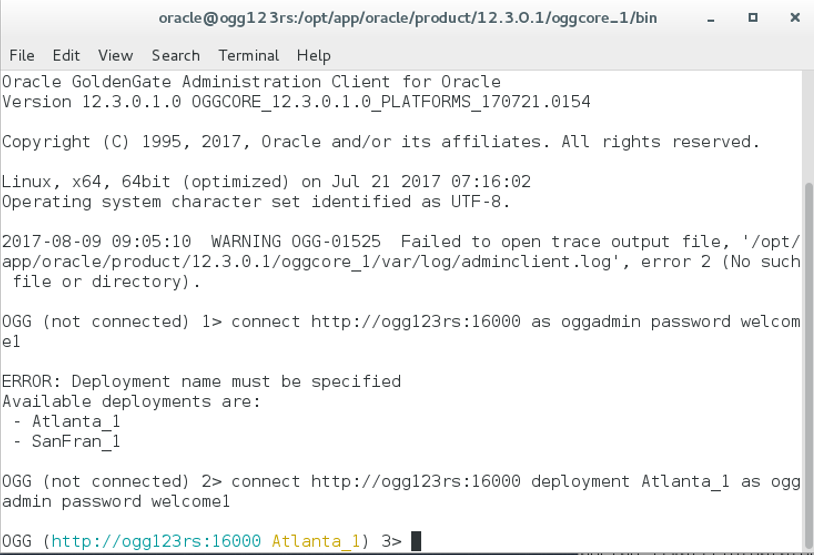 oracle@ogg123rs:/opt/app/oracle/product/12.3.0.1/oggcore_1/bin
File Edit View Search Terminal Help
Oracle GoldenGate Administration Client for Oracle
Version 12.3.0.1.0 OGGCORE_12.3.0.1.0_PLATFORMS_170721.0154
Copyright (C) 1995, 2017, Oracle and/or its affiliates. All rights reserved.
Linux, x64, 64bit (optimized) on Jul 21 2017 07:16:02
Operating system character set identified as UTF-8.
2017-08-09 09:05:10  WARNING OGG-01525  Failed to open trace output file, '/opt/
app/oracle/product/12.3.0.1/oggcore_1/var/log/adminclient.log', error 2 (No such
 file or directory).
OGG (not connected) 1> connect http://ogg123rs:16000 as oggadmin password welcom
e1
ERROR: Deployment name must be specified
Available deployments are:
 - Atlanta_1
 - SanFran_1
OGG (not connected) 2> connect http://ogg123rs:16000 deployment Atlanta_1 as ogg
admin password welcome1
OGG (http://ogg123rs:16000 Atlanta_1) 3>